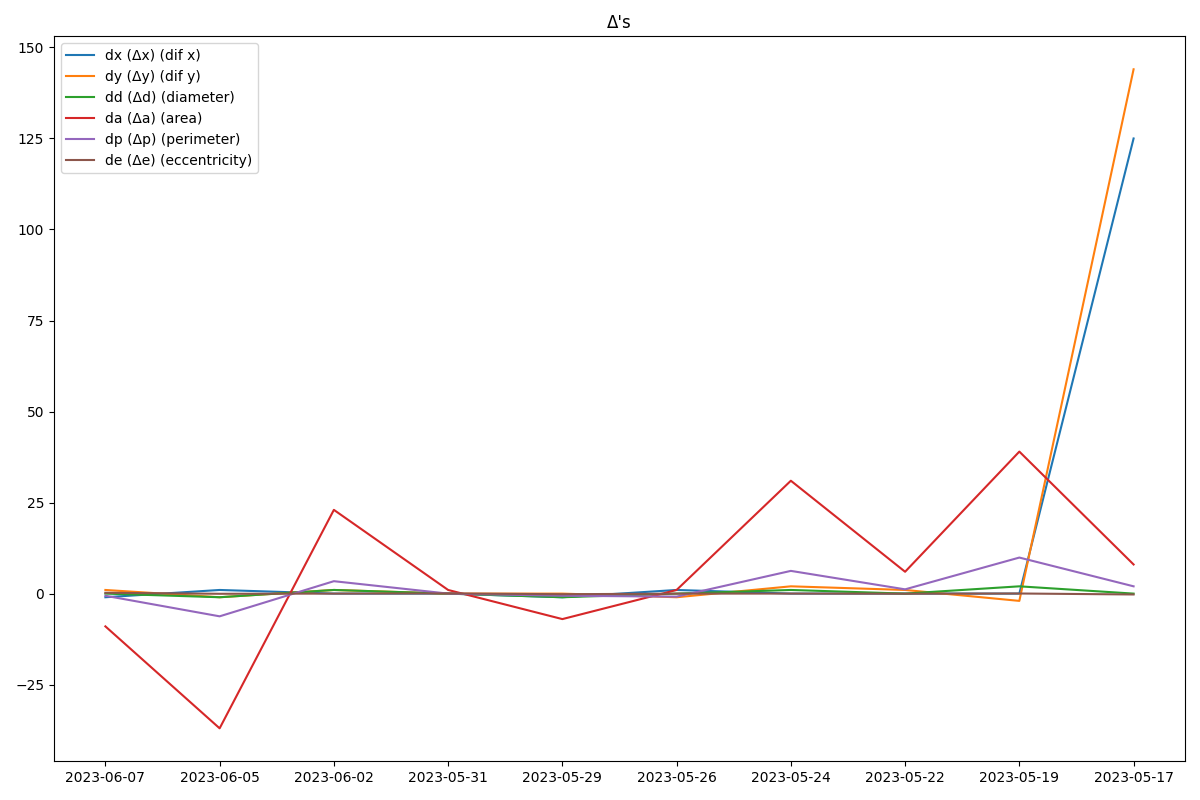 Δ's
dx (Δx) (dif x)
dy (Δy) (dif y)
dd (Δd) (diameter)
da (Δa) (area)
dp (Δp) (perimeter)
de (Δe) (eccentricity)
150
125
100
75
50
25
0
−25
2023-06-07 2023-06-05 2023-06-02 2023-05-31 2023-05-29 2023-05-26 2023-05-24 2023-05-22 2023-05-19 2023-05-17